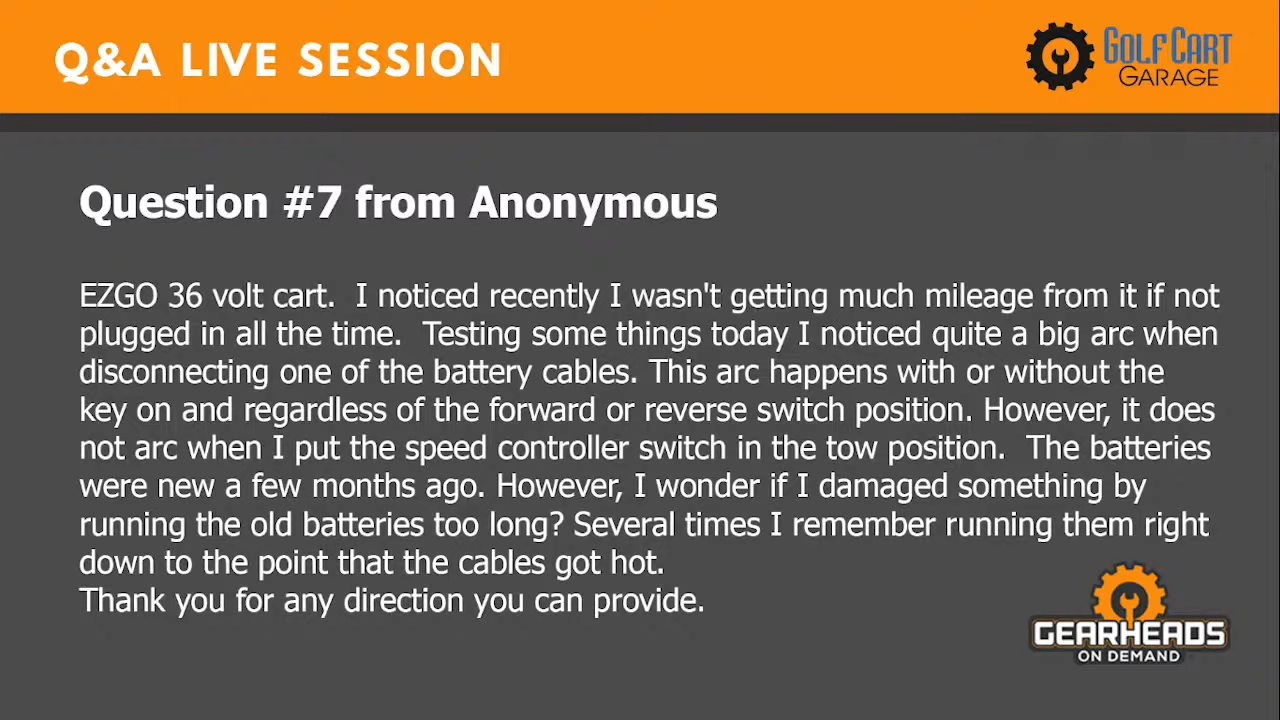 Q&A LIVE SESSION
GOLF CART
GARAGE
Question #7 from Anonymous
EZGO 36 volt cart.  I noticed recently I wasn't getting much mileage from it if not
plugged in all the time.  Testing some things today I noticed quite a big arc when
disconnecting one of the battery cables. This arc happens with or without the
key on and regardless of the forward or reverse switch position. However, it does
not arc when I put the speed controller switch in the tow position.  The batteries
were new a few months ago. However, I wonder if I damaged something by
running the old batteries too long? Several times I remember running them right
down to the point that the cables got hot.
Thank you for any direction you can provide.
GEARHEADS
ON DEMAND